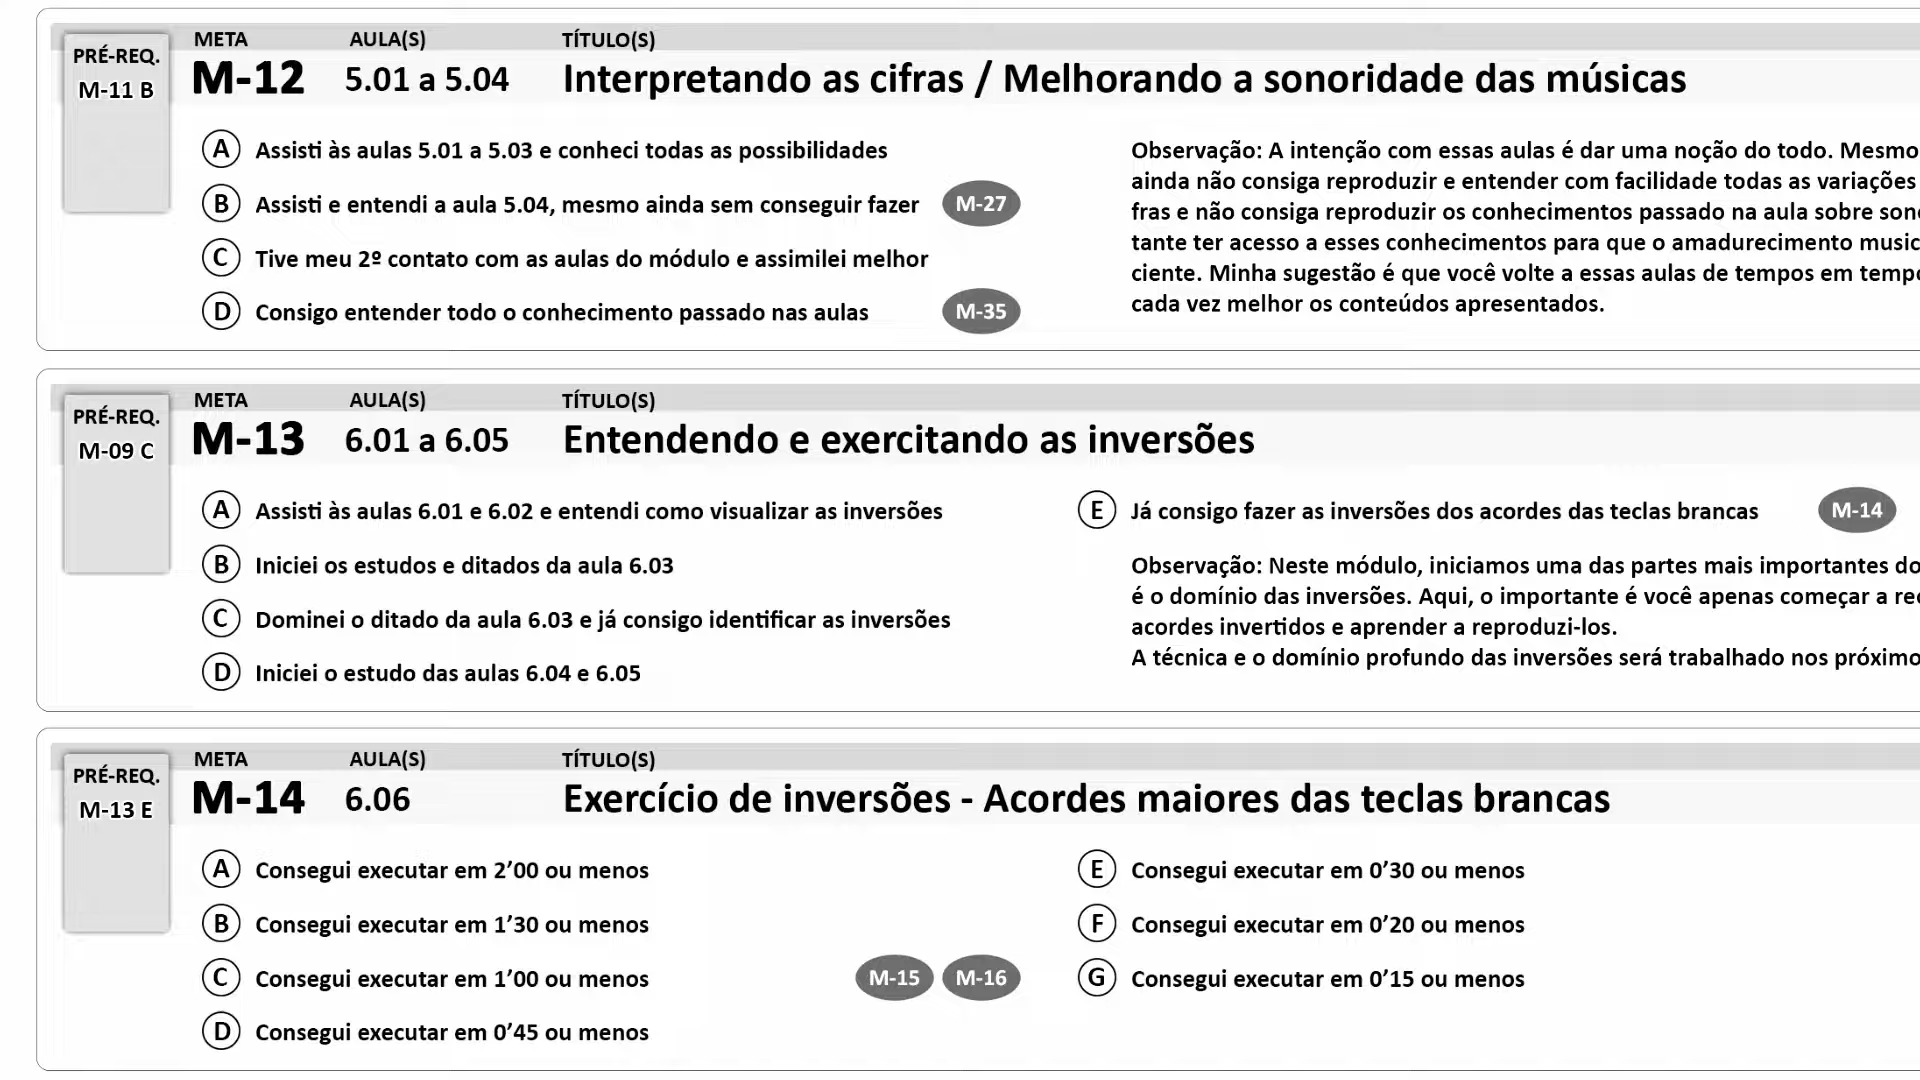 PRÉ-REQ.
M-11 B
META
AULA(S)
TÍTULO(S)
M-12
5.01 a 5.04
Interpretando as cifras / Melhorando a sonoridade das músicas
A Assisti às aulas 5.01 a 5.03 e conheci todas as possibilidades
B Assisti e entendi a aula 5.04, mesmo ainda sem conseguir fazer M-27
C Tive meu 2º contato com as aulas do módulo e assimilei melhor
D Consigo entender todo o conhecimento passado nas aulas M-35
Observação: A intenção com essas aulas é dar uma noção do todo. Mesmo
ainda não consiga reproduzir e entender com facilidade todas as variações
fras e não consiga reproduzir os conhecimentos passado na aula sobre
tante ter acesso a esses conhecimentos para que o amadurecimento music
ciente. Minha sugestão é que você volte a essas aulas de tempos em temp
cada vez melhor os conteúdos apresentados.
PRÉ-REQ.
M-09 C
META
AULA(S)
TÍTULO(S)
M-13
6.01 a 6.05
Entendendo e exercitando as inversões
A Assisti às aulas 6.01 e 6.02 e entendi como visualizar as inversões
B Iniciei os estudos e ditados da aula 6.03
C Dominei o ditado da aula 6.03 e já consigo identificar as inversões
D Iniciei o estudo das aulas 6.04 e 6.05
E Já consigo fazer as inversões dos acordes das teclas brancas M-14
Observação: Neste módulo, iniciamos uma das partes mais importantes do
é o domínio das inversões. Aqui, o importante é você apenas começar a re
acordes invertidos e aprender a reproduzi-los.
A técnica e o domínio profundo das inversões será trabalhado nos próximo
PRÉ-REQ.
M-13 E
META
AULA(S)
TÍTULO(S)
M-14
6.06
Exercício de inversões - Acordes maiores das teclas brancas
A Consegui executar em 2’00 ou menos
B Consegui executar em 1’30 ou menos
C Consegui executar em 1’00 ou menos M-15 M-16
D Consegui executar em 0’45 ou menos
E Consegui executar em 0’30 ou menos
F Consegui executar em 0’20 ou menos
G Consegui executar em 0’15 ou menos